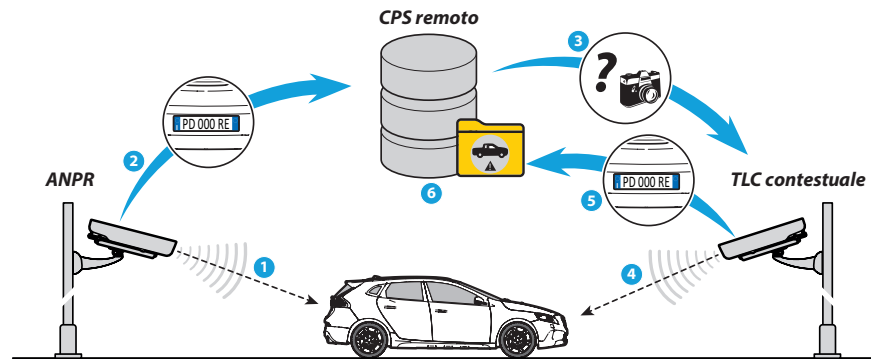 CPS remoto
3
?
PD 000 RE
2
ANPR
6
5
PD 000 RE
TLC contestuale
1
4